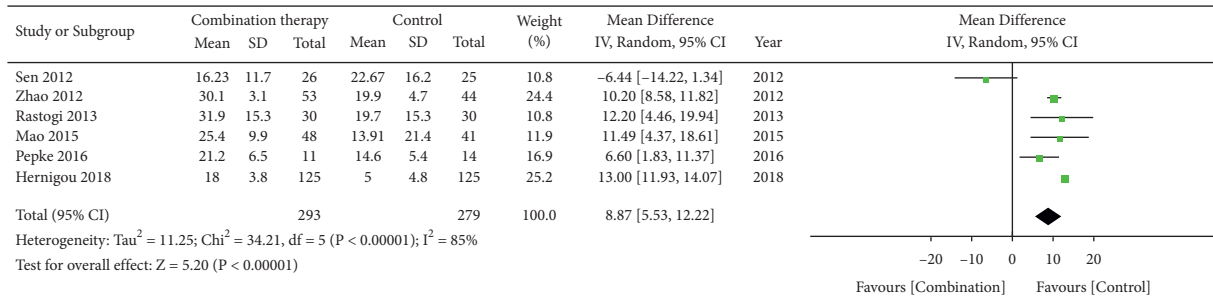 Study or Subgroup Combination therapy Control Weight (%) Mean Difference IV, Random, 95% CI Year Mean Difference IV, Random, 95% CI
Mean SD Total Mean SD Total
Sen 2012 16.23 11.7 26 22.67 16.2 25 10.8 −6.44 [−14.22, 1.34] 2012
Zhao 2012 30.1 3.1 53 19.9 4.7 44 24.4 10.20 [8.58, 11.82] 2012
Rastogi 2013 31.9 15.3 30 19.7 15.3 30 10.8 12.20 [4.46, 19.94] 2013
Mao 2015 25.4 9.9 48 13.91 21.4 41 11.9 11.49 [4.37, 18.61] 2015
Pepke 2016 21.2 6.5 11 14.6 5.4 14 16.9 6.60 [1.83, 11.37] 2016
Hernigou 2018 18 3.8 125 5 4.8 125 25.2 13.00 [11.93, 14.07] 2018
Total (95% CI) 293 279 100.0 8.87 [5.53, 12.22]
Heterogeneity: Tau² = 11.25; Chi² = 34.21, df = 5 (P < 0.00001); I² = 85%
Test for overall effect: Z = 5.20 (P < 0.00001)
−20 −10 0 10 20
Favours [Combination] Favours [Control]